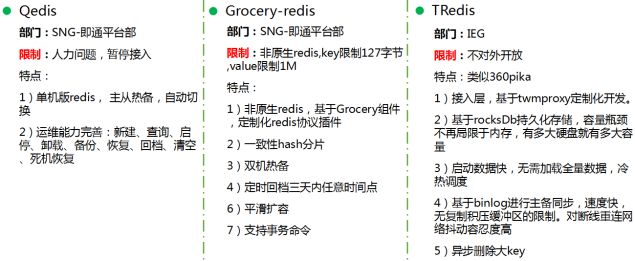 Qedis
部门：SNG-即通平台部
限制：人力问题，暂停接入
特点：
1）单机版redis， 主从热备，自动切
换
2）运维能力完善：新建、查询、启
停、卸载、备份、恢复、回档、清空
、死机恢复
Grocery-redis
部门：SNG-即通平台部
限制：非原生redis,key限制127字节
,value限制1M
特点：
1）非原生redis，基于Grocery组件
，定制化redis协议插件
2）一致性hash分片
3）双机热备
4）定时回档三天内任意时间点
6）平滑扩容
7）支持事务命令
TRedis
部门：IEG
限制：不对外开放
特点：类似360pika
1）接入层，基于twmproxy定制化开发。
2）基于rocksDb持久化存储，容量瓶颈
不再局限于内存，有多大硬盘就有多大容
量
3）启动数据快，无需加载全量数据，冷
热调度
4）基于binlog进行主备同步，速度快，
无复制积压缓冲区的限制。对断线重连网
络抖动容忍度高
5）异步删除大key